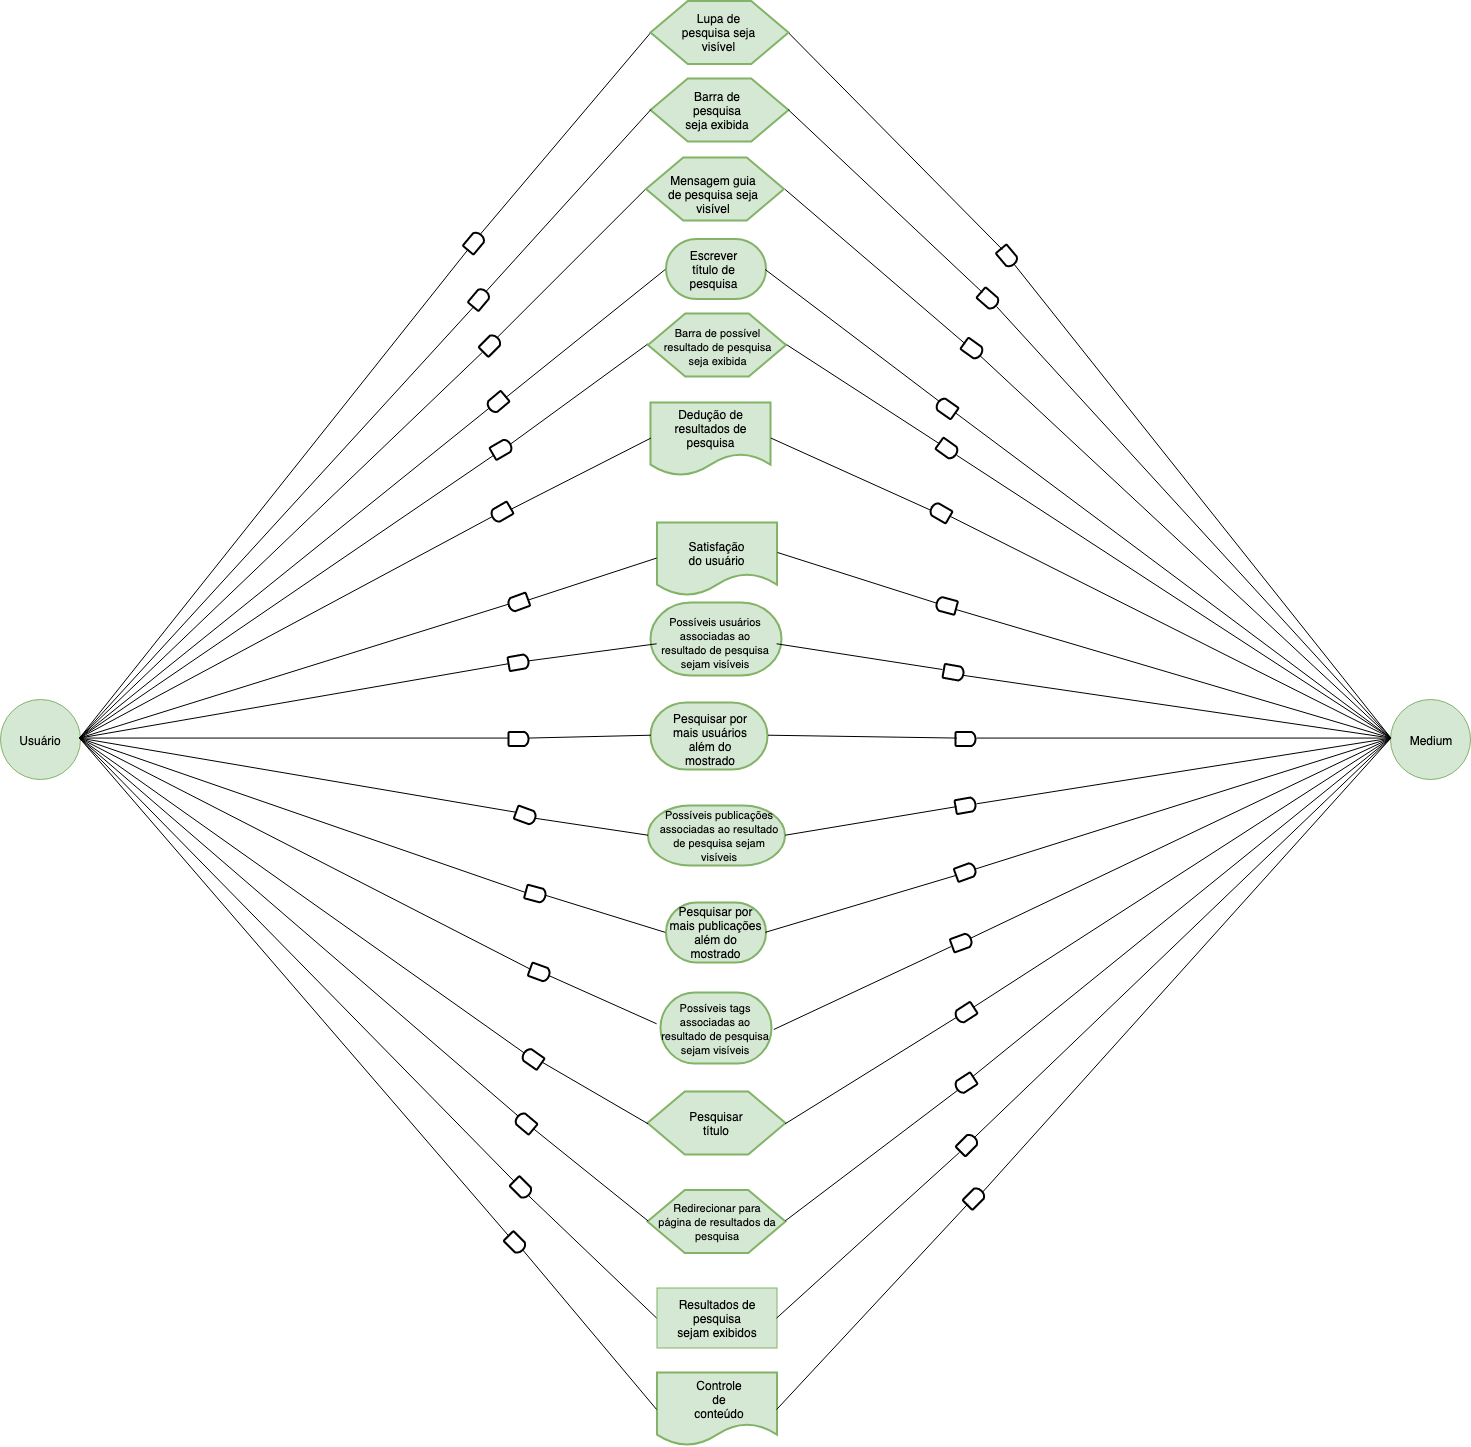 Lupa de
pesquisa seja
visível
Barra de
pesquisa
seja exibida
Mensagem guia
de pesquisa seja
visível
Escrever
título de
pesquisa
Barra de possível
resultado de pesquisa
seja exibida
Dedução de
resultados de
pesquisa
Satisfação
do usuário
Possíveis usuários
associadas ao
resultado de pesquisa
sejam visíveis
Usuário
Pesquisar por
mais usuários
além do
mostrado
Medium
Possíveis publicações
associadas ao resultado
de pesquisa sejam
visíveis
Pesquisar por
mais publicações
além do
mostrado
Possíveis tags
associadas ao
resultado de pesquisa
sejam visíveis
Pesquisar
título
Redirecionar para
página de resultados da
pesquisa
Resultados de
pesquisa
sejam exibidos
Controle
de
conteúdo